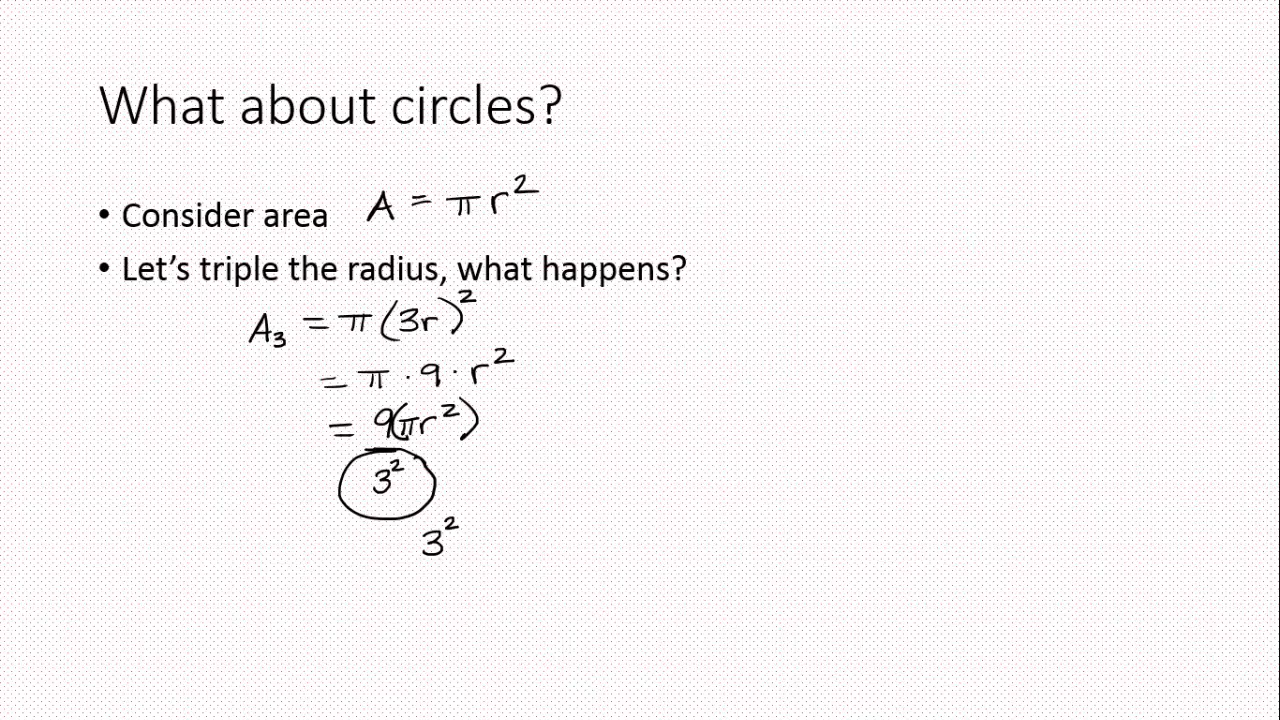 What about circles?
• Consider area A = πr²
• Let's triple the radius, what happens?
A₃ = π(3r)²
= π · 9 · r²
= 9(πr²)
3²
3²